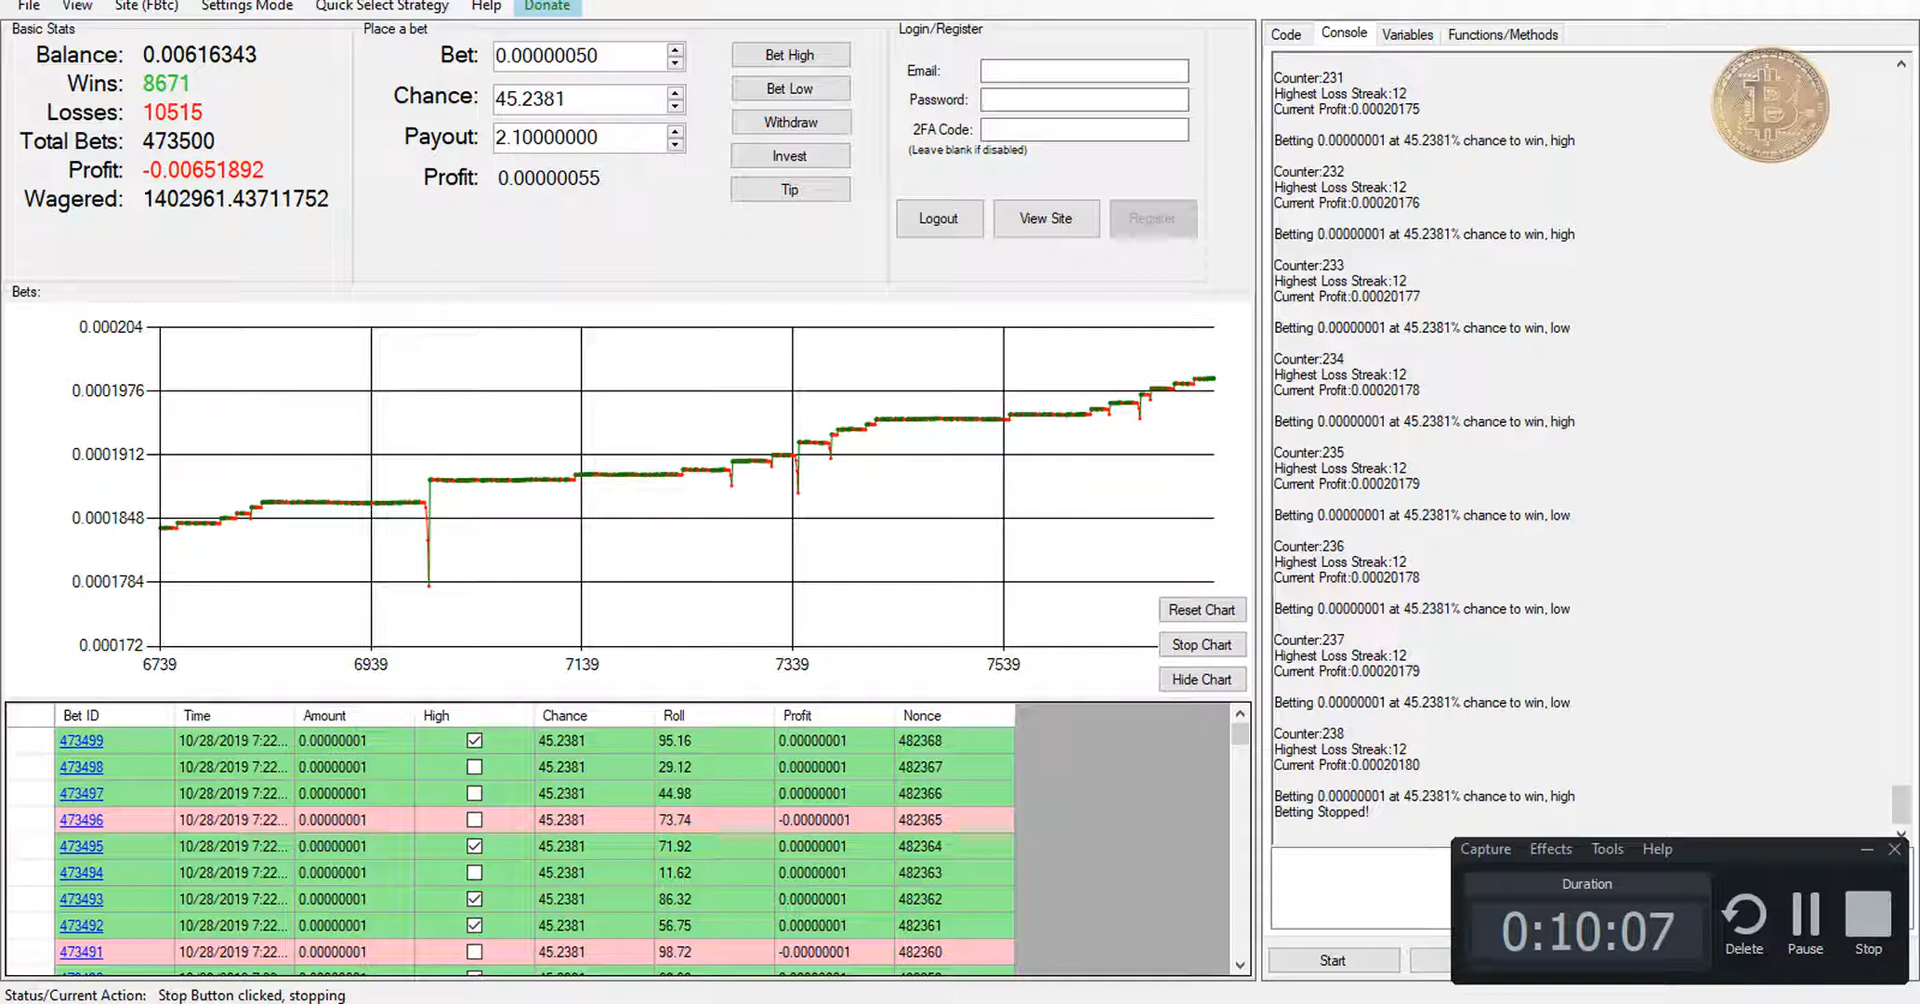 File View Site (FBtc) Settings Mode Quick Select Strategy Help Donate
Basic Stats
Balance: 0.00616343
Wins: 8671
Losses: 10515
Total Bets: 473500
Profit: -0.00651892
Wagered: 1402961.43711752
Place a bet
Bet: 0.00000050
Chance: 45.2381
Payout: 2.10000000
Profit: 0.00000055
Bet High
Bet Low
Withdraw
Invest
Tip
Login/Register
Email:
Password:
2FA Code:
(Leave blank if disabled)
Logout View Site Register
Bets:
0.000204
0.0001976
0.0001912
0.0001848
0.0001784
0.000172
6739 6939 7139 7339 7539
Reset Chart
Stop Chart
Hide Chart
Bet ID Time Amount High Chance Roll Profit Nonce
473499 10/28/2019 7:22... 0.00000001 45.2381 95.16 0.00000001 482368
473498 10/28/2019 7:22... 0.00000001 45.2381 29.12 0.00000001 482367
473497 10/28/2019 7:22... 0.00000001 45.2381 44.98 0.00000001 482366
473496 10/28/2019 7:22... 0.00000001 45.2381 73.74 -0.00000001 482365
473495 10/28/2019 7:22... 0.00000001 45.2381 71.92 0.00000001 482364
473494 10/28/2019 7:22... 0.00000001 45.2381 11.62 0.00000001 482363
473493 10/28/2019 7:22... 0.00000001 45.2381 86.32 0.00000001 482362
473492 10/28/2019 7:22... 0.00000001 45.2381 56.75 0.00000001 482361
473491 10/28/2019 7:22... 0.00000001 45.2381 98.72 -0.00000001 482360
Status/Current Action: Stop Button clicked, stopping
Code Console Variables Functions/Methods
Counter:231
Highest Loss Streak:12
Current Profit:0.00020175
Betting 0.00000001 at 45.2381% chance to win, high
Counter:232
Highest Loss Streak:12
Current Profit:0.00020176
Betting 0.00000001 at 45.2381% chance to win, high
Counter:233
Highest Loss Streak:12
Current Profit:0.00020177
Betting 0.00000001 at 45.2381% chance to win, low
Counter:234
Highest Loss Streak:12
Current Profit:0.00020178
Betting 0.00000001 at 45.2381% chance to win, high
Counter:235
Highest Loss Streak:12
Current Profit:0.00020179
Betting 0.00000001 at 45.2381% chance to win, low
Counter:236
Highest Loss Streak:12
Current Profit:0.00020178
Betting 0.00000001 at 45.2381% chance to win, low
Counter:237
Highest Loss Streak:12
Current Profit:0.00020179
Betting 0.00000001 at 45.2381% chance to win, low
Counter:238
Highest Loss Streak:12
Current Profit:0.00020180
Betting 0.00000001 at 45.2381% chance to win, high
Betting Stopped!
Start
Capture Effects Tools Help
Duration
0:10:07
Delete Pause Stop